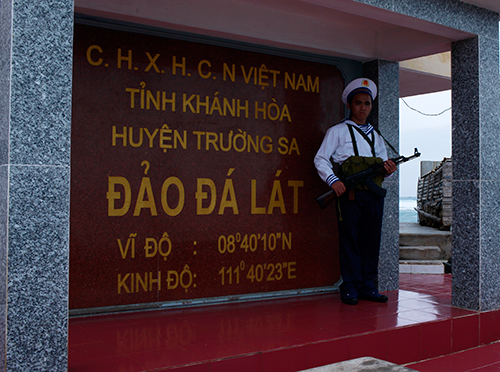 C. H. X. H. C. N VIỆT NAM
TỈNH KHÁNH HÒA
HUYỆN TRƯỜNG SA
ĐẢO ĐÁ LÁT
VĨ ĐỘ : 08°40'10"N
KINH ĐỘ: 111°40'23"E